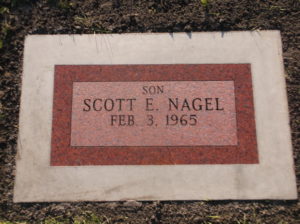 SON
SCOTT E. NAGEL
FEB. 3, 1965